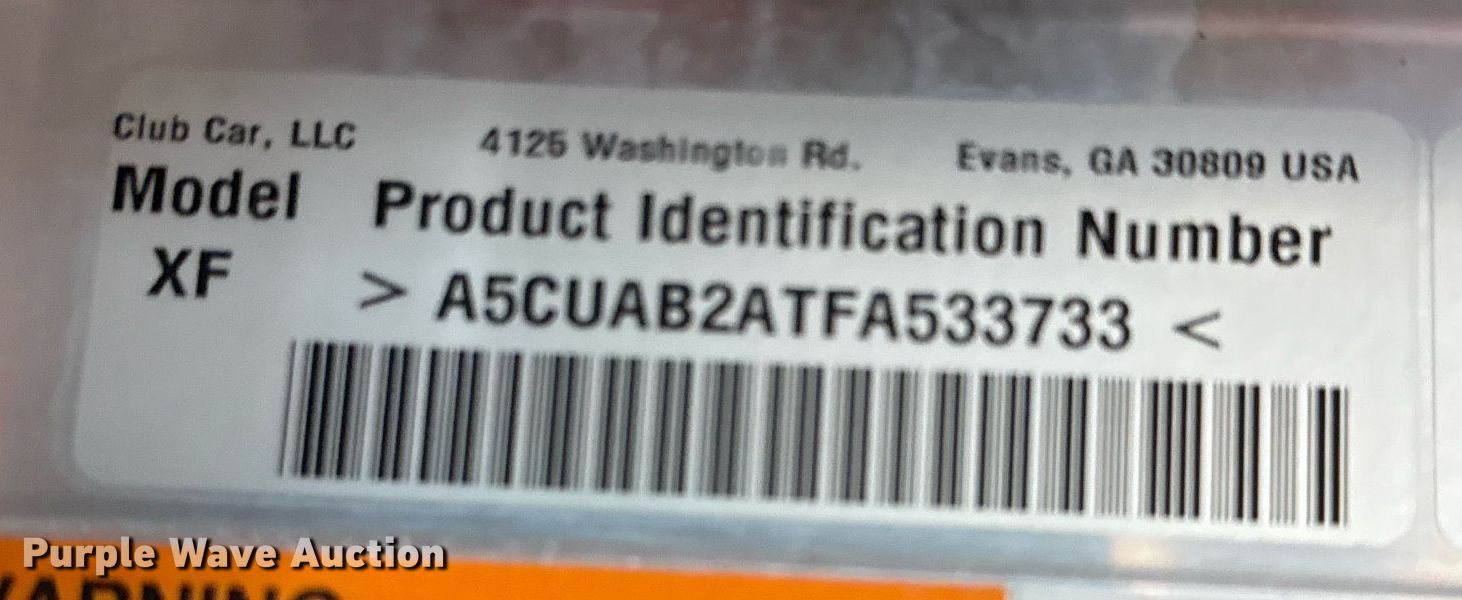 Club Car, LLC 4125 Washington Rd. Evans, GA 30809 USA
Model Product Identification Number
XF > A5CUAB2ATFA533733 <
Purple Wave Auction
WARNING